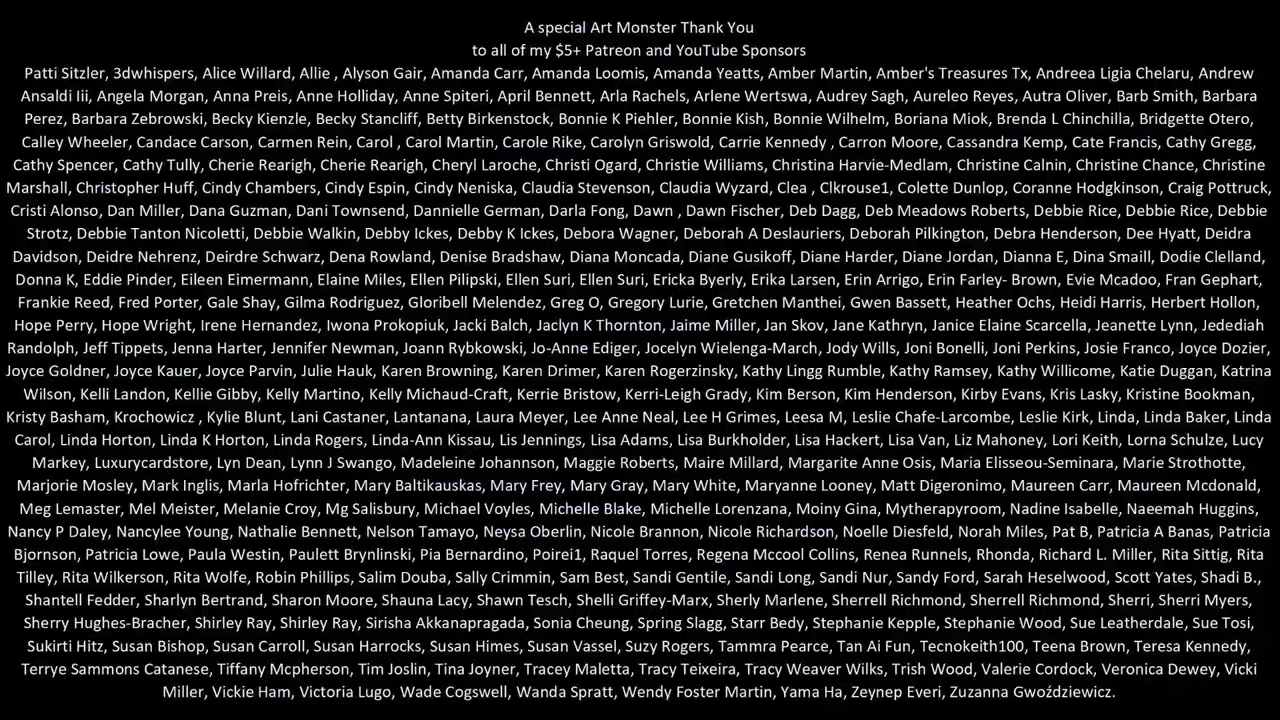 A special Art Monster Thank You
to all of my $5+ Patreon and YouTube Sponsors
Patti Sitzler, 3dwhispers, Alice Willard, Allie , Alyson Gair, Amanda Carr, Amanda Loomis, Amanda Yeatts, Amber Martin, Amber's Treasures Tx, Andreea Ligia Chelaru, Andrew
Ansaldi Iii, Angela Morgan, Anna Preis, Anne Holliday, Anne Spiteri, April Bennett, Arla Rachels, Arlene Wertswa, Audrey Sagh, Aureleo Reyes, Autra Oliver, Barb Smith, Barbara
Perez, Barbara Zebrowski, Becky Kienzle, Becky Stancliff, Betty Birkenstock, Bonnie K Piehler, Bonnie Kish, Bonnie Wilhelm, Boriana Miok, Brenda L Chinchilla, Bridgette Otero,
Calley Wheeler, Candace Carson, Carmen Rein, Carol , Carol Martin, Carole Rike, Carolyn Griswold, Carrie Kennedy , Carron Moore, Cassandra Kemp, Cate Francis, Cathy Gregg,
Cathy Spencer, Cathy Tully, Cherie Rearigh, Cherie Rearigh, Cheryl Laroche, Christi Ogard, Christie Williams, Christina Harvie-Medlam, Christine Calnin, Christine Chance, Christine
Marshall, Christopher Huff, Cindy Chambers, Cindy Espin, Cindy Neniska, Claudia Stevenson, Claudia Wyzard, Clea , Clkrouse1, Colette Dunlop, Coranne Hodgkinson, Craig Pottruck,
Cristi Alonso, Dan Miller, Dana Guzman, Dani Townsend, Dannielle German, Darla Fong, Dawn , Dawn Fischer, Deb Dagg, Deb Meadows Roberts, Debbie Rice, Debbie Rice, Debbie
Strotz, Debbie Tanton Nicoletti, Debbie Walkin, Debby Ickes, Debby K Ickes, Debora Wagner, Deborah A Deslauriers, Deborah Pilkington, Debra Henderson, Dee Hyatt, Deidra
Davidson, Deidre Nehrenz, Deirdre Schwarz, Dena Rowland, Denise Bradshaw, Diana Moncada, Diane Gusikoff, Diane Harder, Diane Jordan, Dianna E, Dina Smaill, Dodie Clelland,
Donna K, Eddie Pinder, Eileen Eimermann, Elaine Miles, Ellen Pilipski, Ellen Suri, Ellen Suri, Ericka Byerly, Erika Larsen, Erin Arrigo, Erin Farley- Brown, Evie Mcadoo, Fran Gephart,
Frankie Reed, Fred Porter, Gale Shay, Gilma Rodriguez, Gloribell Melendez, Greg O, Gregory Lurie, Gretchen Manthei, Gwen Bassett, Heather Ochs, Heidi Harris, Herbert Hollon,
Hope Perry, Hope Wright, Irene Hernandez, Iwona Prokopiuk, Jacki Balch, Jaclyn K Thornton, Jaime Miller, Jan Skov, Jane Kathryn, Janice Elaine Scarcella, Jeanette Lynn, Jedediah
Randolph, Jeff Tippets, Jenna Harter, Jennifer Newman, Joann Rybkowski, Jo-Anne Ediger, Jocelyn Wielenga-March, Jody Wills, Joni Bonelli, Joni Perkins, Josie Franco, Joyce Dozier,
Joyce Goldner, Joyce Kauer, Joyce Parvin, Julie Hauk, Karen Browning, Karen Drimer, Karen Rogerzinsky, Kathy Lingg Rumble, Kathy Ramsey, Kathy Willicome, Katie Duggan, Katrina
Wilson, Kelli Landon, Kellie Gibby, Kelly Martino, Kelly Michaud-Craft, Kerrie Bristow, Kerri-Leigh Grady, Kim Berson, Kim Henderson, Kirby Evans, Kris Lasky, Kristine Bookman,
Kristy Basham, Krochowicz , Kylie Blunt, Lani Castaner, Lantanana, Laura Meyer, Lee Anne Neal, Lee H Grimes, Leesa M, Leslie Chafe-Larcombe, Leslie Kirk, Linda, Linda Baker, Linda
Carol, Linda Horton, Linda K Horton, Linda Rogers, Linda-Ann Kissau, Lis Jennings, Lisa Adams, Lisa Burkholder, Lisa Hackert, Lisa Van, Liz Mahoney, Lori Keith, Lorna Schulze, Lucy
Markey, Luxurycardstore, Lyn Dean, Lynn J Swango, Madeleine Johannson, Maggie Roberts, Maire Millard, Margarite Anne Osis, Maria Elisseou-Seminara, Marie Strothotte,
Marjorie Mosley, Mark Inglis, Marla Hofrichter, Mary Baltikauskas, Mary Frey, Mary Gray, Mary White, Maryanne Looney, Matt Digeronimo, Maureen Carr, Maureen Mcdonald,
Meg Lemaster, Mel Meister, Melanie Croy, Mg Salisbury, Michael Voyles, Michelle Blake, Michelle Lorenzana, Moiny Gina, Mytherapyroom, Nadine Isabelle, Naeemah Huggins,
Nancy P Daley, Nancylee Young, Nathalie Bennett, Nelson Tamayo, Neysa Oberlin, Nicole Brannon, Nicole Richardson, Noelle Diesfeld, Norah Miles, Pat B, Patricia A Banas, Patricia
Bjornson, Patricia Lowe, Paula Westin, Paulett Brynlinski, Pia Bernardino, Poirei1, Raquel Torres, Regena Mccool Collins, Renea Runnels, Rhonda, Richard L. Miller, Rita Sittig, Rita
Tilley, Rita Wilkerson, Rita Wolfe, Robin Phillips, Salim Douba, Sally Crimmin, Sam Best, Sandi Gentile, Sandi Long, Sandi Nur, Sandy Ford, Sarah Heselwood, Scott Yates, Shadi B.,
Shantell Fedder, Sharlyn Bertrand, Sharon Moore, Shauna Lacy, Shawn Tesch, Shelli Griffey-Marx, Sherly Marlene, Sherrell Richmond, Sherrell Richmond, Sherri, Sherri Myers,
Sherry Hughes-Bracher, Shirley Ray, Shirley Ray, Sirisha Akkanapragada, Sonia Cheung, Spring Slagg, Starr Bedy, Stephanie Kepple, Stephanie Wood, Sue Leatherdale, Sue Tosi,
Sukirti Hitz, Susan Bishop, Susan Carroll, Susan Harrocks, Susan Himes, Susan Vassel, Suzy Rogers, Tammra Pearce, Tan Ai Fun, Tecnokeith100, Teena Brown, Teresa Kennedy,
Terrye Sammons Catanese, Tiffany Mcpherson, Tim Joslin, Tina Joyner, Tracey Maletta, Tracy Teixeira, Tracy Weaver Wilks, Trish Wood, Valerie Cordock, Veronica Dewey, Vicki
Miller, Vickie Ham, Victoria Lugo, Wade Cogswell, Wanda Spratt, Wendy Foster Martin, Yama Ha, Zeynep Everi, Zuzanna Gwoździewicz.